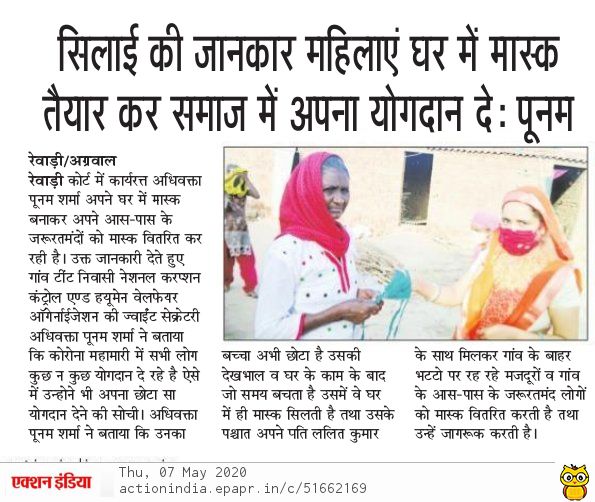 सिलाई की जानकार महिलाएं घर में मास्क
तैयार कर समाज में अपना योगदान दे : पूनम
रेवाड़ी/अग्रवाल
रेवाड़ी कोर्ट में कार्यरत्त अधिवक्ता
पूनम शर्मा अपने घर में मास्क
बनाकर अपने आस-पास के
जरूरतमंदों को मास्क वितरित कर
रही है। उक्त जानकारी देते हुए
गांव टींट निवासी नेशनल करप्शन
कंट्रोल एण्ड हयूमेन वेलफेयर
ऑगेर्नाईजेशन की ज्वाईंट सेक्रेटरी
अधिवक्ता पूनम शर्मा ने बताया
कि कोरोना महामारी में सभी लोग
कुछ न कुछ योगदान दे रहे है ऐसे
में उन्होने भी अपना छोटा सा
योगदान देने की सोची। अधिवक्ता
पूनम शर्मा ने बताया कि उनका
बच्चा अभी छोटा है उसकी
देखभाल व घर के काम के बाद
जो समय बचता है उसमें वे घर
में ही मास्क सिलती है तथा उसके
पश्चात अपने पति ललित कुमार
के साथ मिलकर गांव के बाहर
भटटो पर रह रहे मजदूरों व गांव
के आस-पास के जरूरतमंद लोगों
को मास्क वितरित करती है तथा
उन्हें जागरूक करती है।
एक्शन इंडिया
Thu, 07 May 2020
actionindia.epapr.in/c/51662169